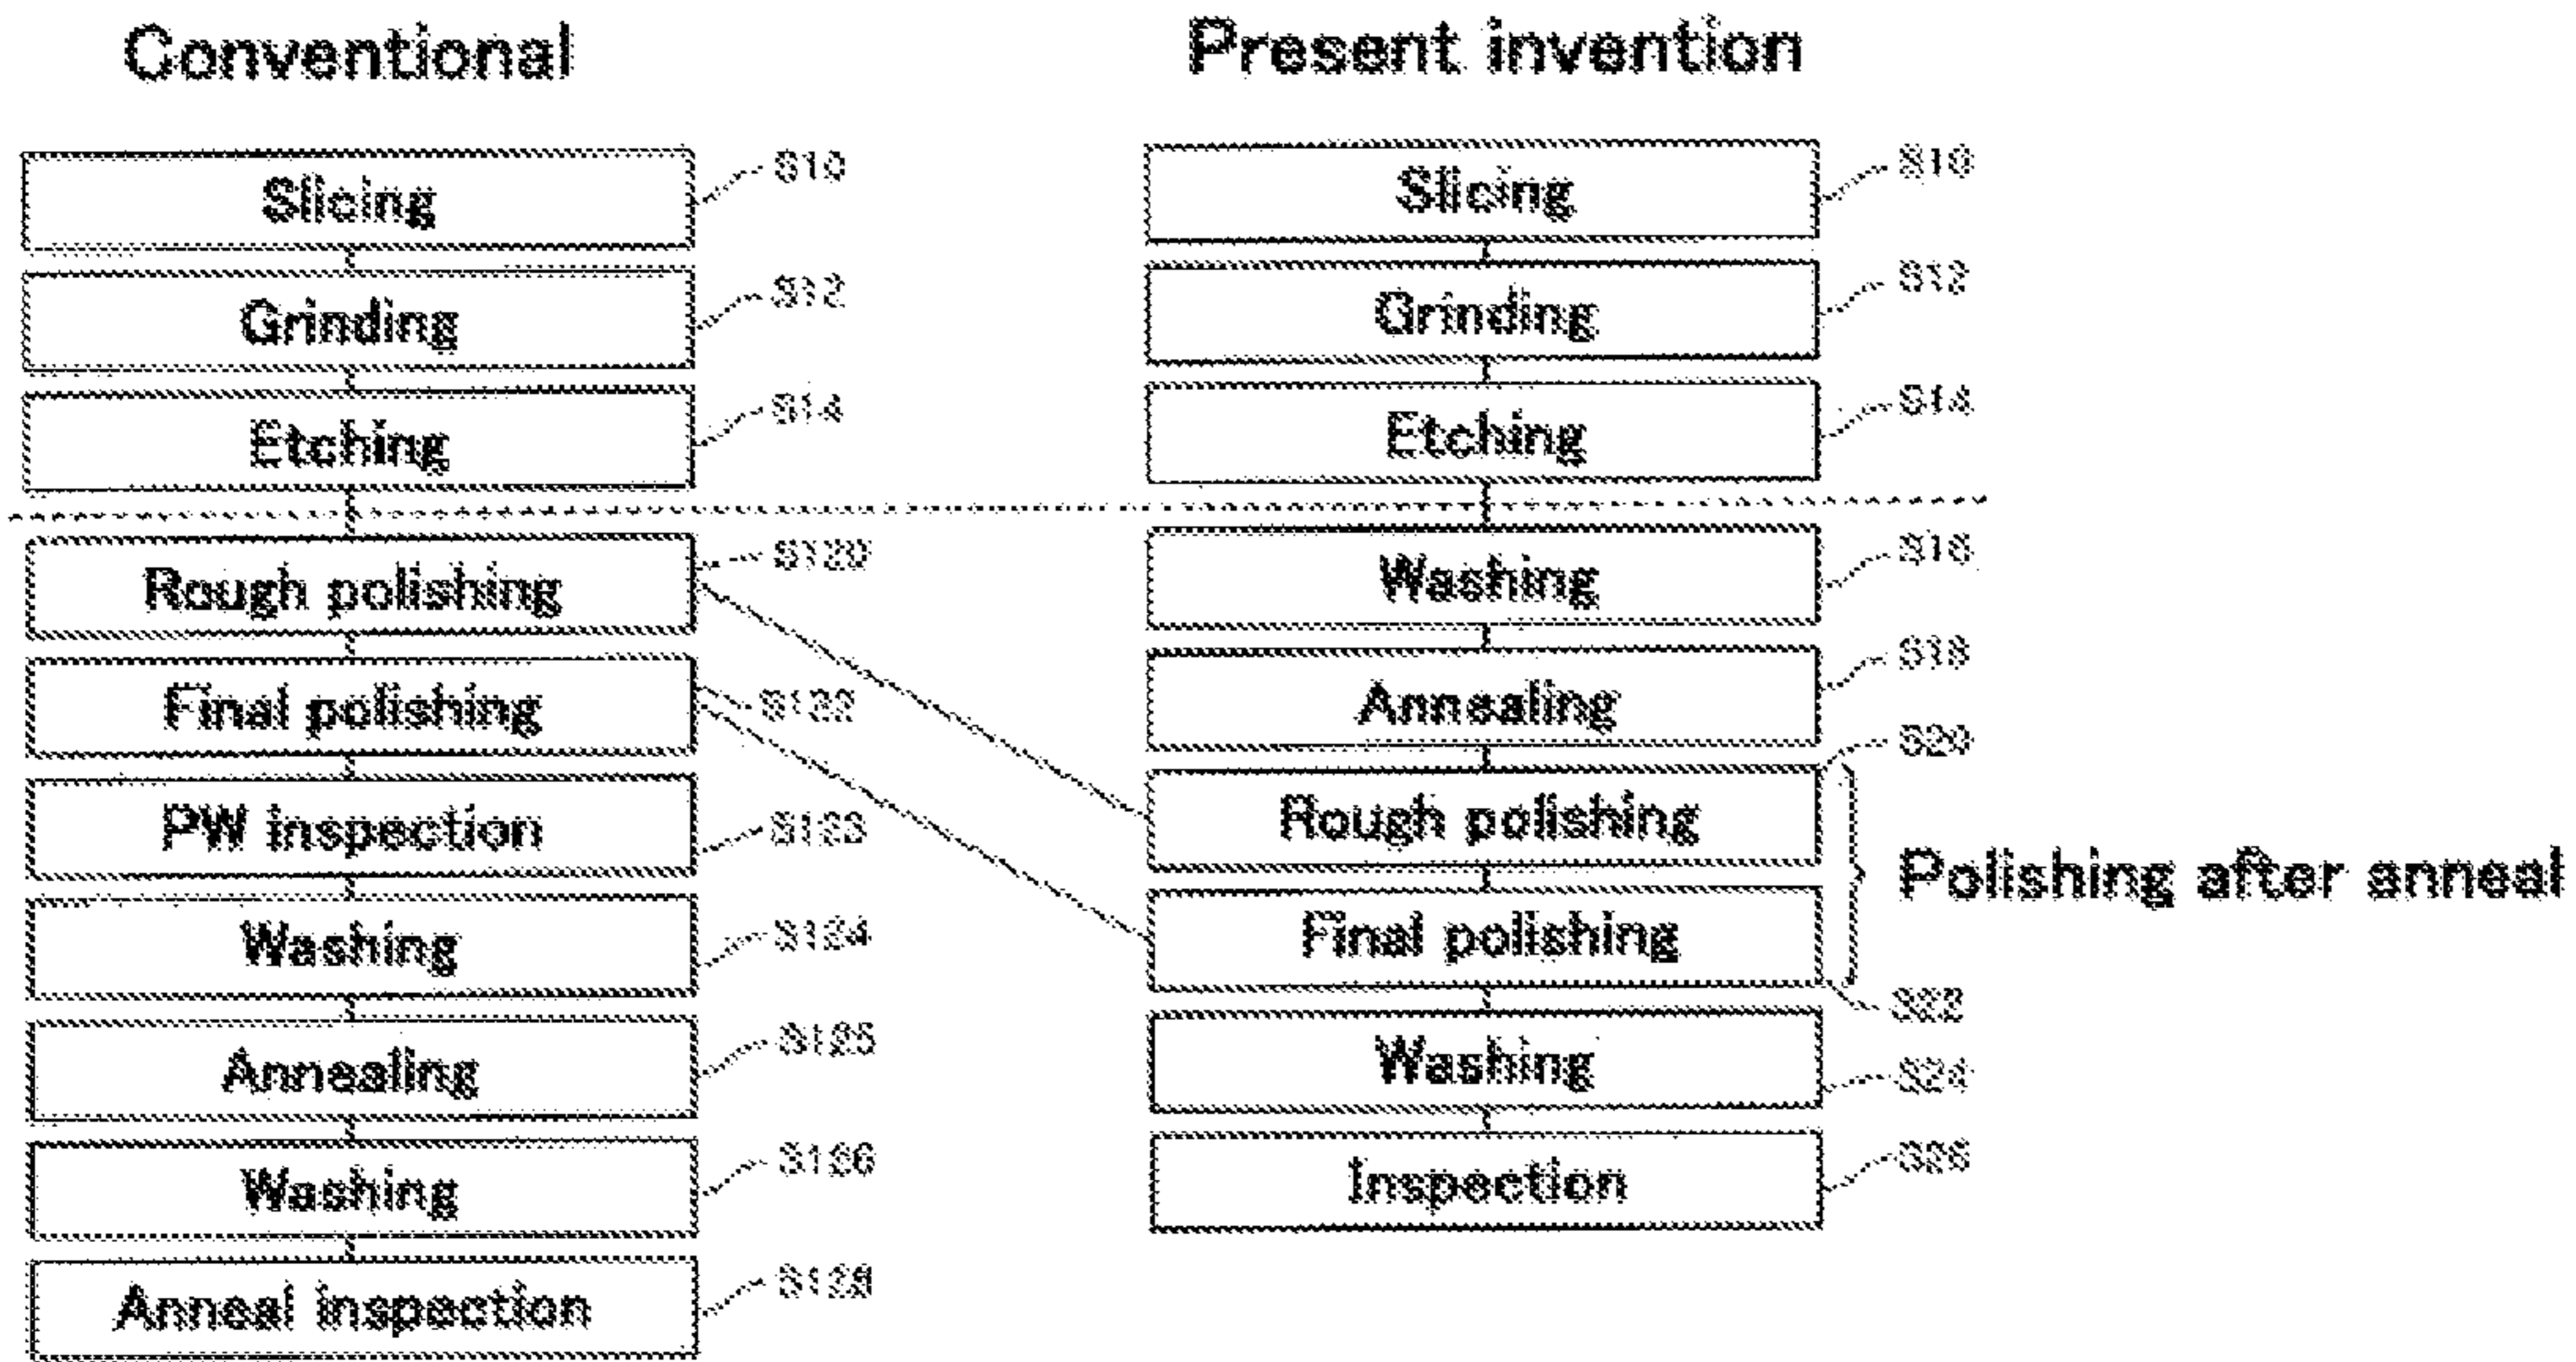 Conventional
Present invention
Slicing S10
Grinding S12
Etching S14
Rough polishing S120
Final polishing S122
PW inspection S123
Washing S124
Annealing S125
Washing S126
Anneal inspection S128
Slicing S10
Grinding S12
Etching S14
Washing S16
Annealing S18
Rough polishing S20
Final polishing S22
Polishing after anneal
Washing S24
Inspection S26